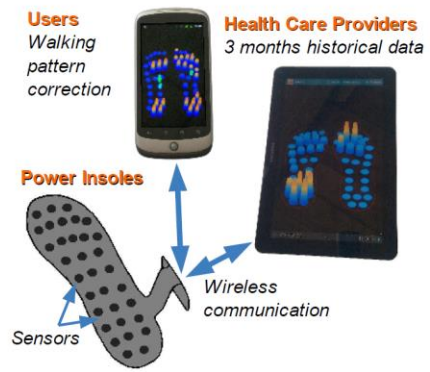 Users
Walking
pattern
correction
Health Care Providers
3 months historical data
Power Insoles
Wireless
communication
Sensors